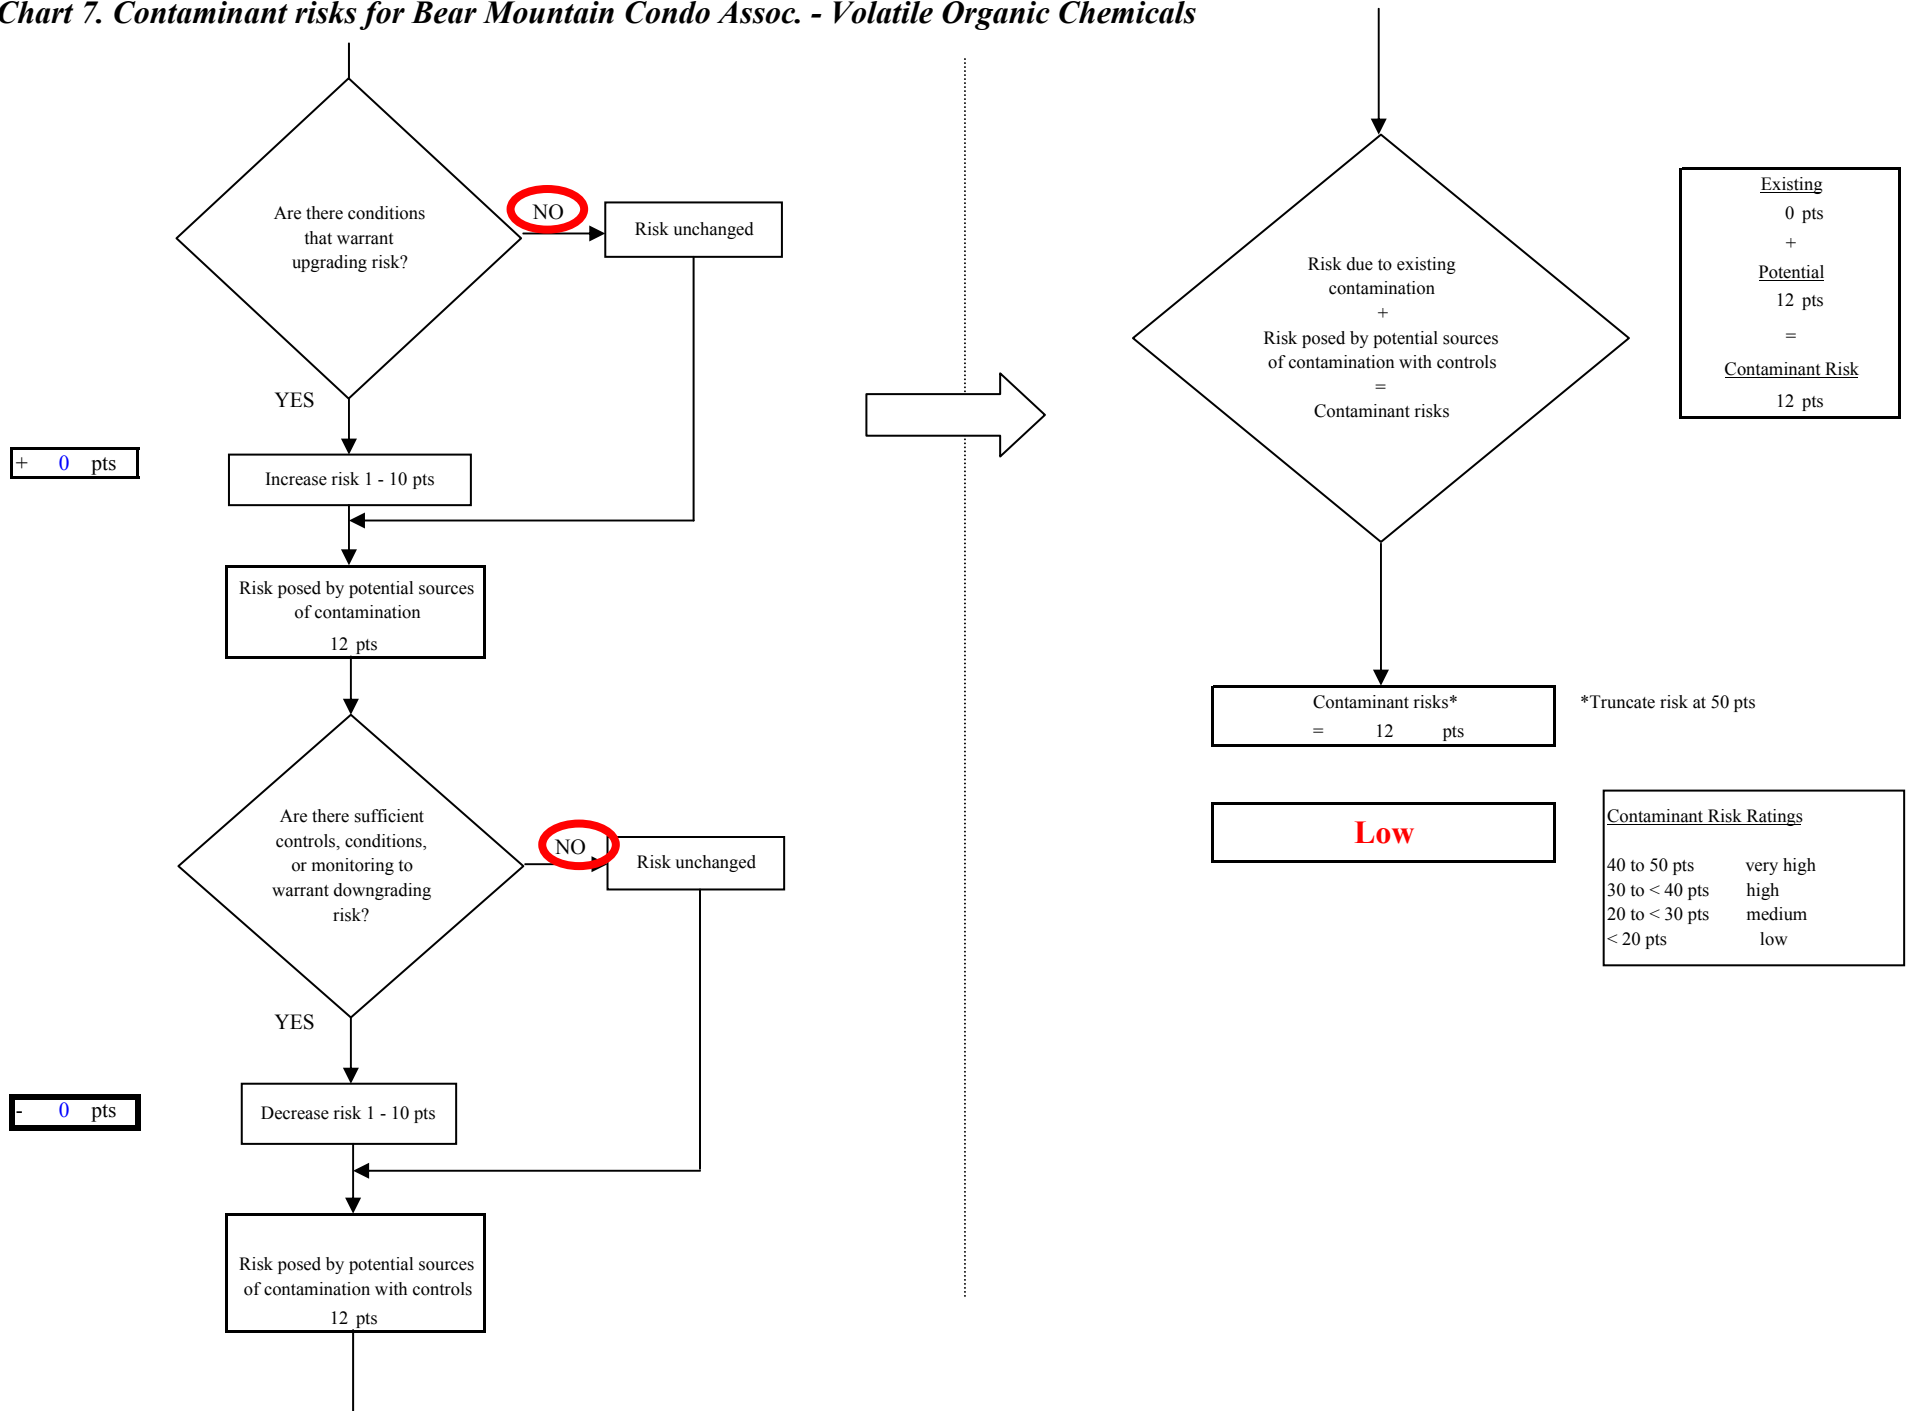 Chart 7. Contaminant risks for Bear Mountain Condo Assoc. - Volatile Organic Chemicals
Are there conditions
that warrant
upgrading risk?
NO
Risk unchanged
YES
+ 0 pts
Increase risk 1 - 10 pts
Risk posed by potential sources
of contamination
12 pts
Are there sufficient
controls, conditions,
or monitoring to
warrant downgrading
risk?
NO
Risk unchanged
YES
- 0 pts
Decrease risk 1 - 10 pts
Risk posed by potential sources
of contamination with controls
12 pts
Risk due to existing
contamination
+
Risk posed by potential sources
of contamination with controls
=
Contaminant risks
Existing
0 pts
+
Potential
12 pts
=
Contaminant Risk
12 pts
Contaminant risks*
= 12 pts
*Truncate risk at 50 pts
Low
Contaminant Risk Ratings
40 to 50 pts very high
30 to < 40 pts high
20 to < 30 pts medium
< 20 pts low